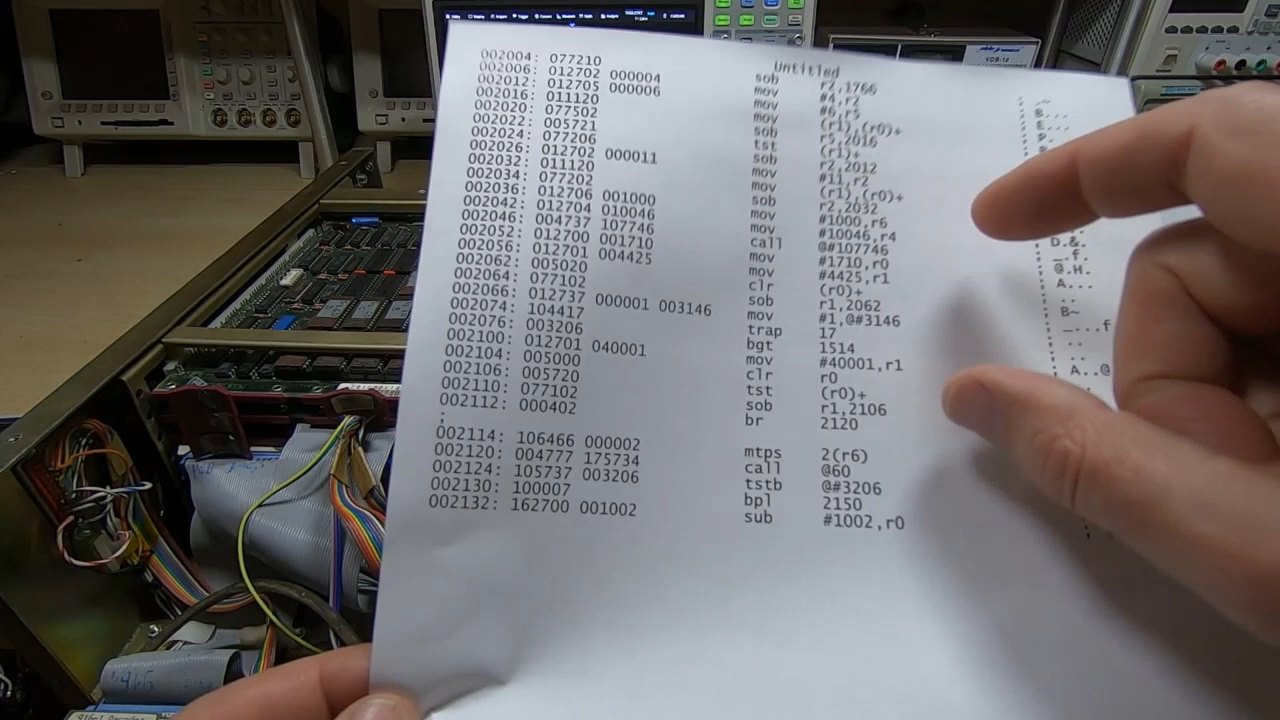 Untitled
002004: 077210 sob r2,1766
002006: 012702 000004 mov #4,r2
002012: 012705 000006 mov #6,r5
002016: 011120 mov (r1),(r0)+
002020: 077502 sob r5,2016
002022: 005721 tst (r1)+
002024: 077206 sob r2,2012
002026: 012702 000011 mov #11,r2
002032: 011120 mov (r1),(r0)+
002034: 077202 sob r2,2032
002036: 012706 001000 mov #1000,r6
002042: 012704 010046 mov #10046,r4 D.&.
002046: 004737 107746 call @#107746 _.f.
002052: 012700 001710 mov #1710,r0 @.H.
002056: 012701 004425 mov #4425,r1 A...
002062: 005020 clr (r0)+ ..
002064: 077102 sob r1,2062 B~
002066: 012737 000001 003146 mov #1,@#3146 _....f
002074: 104417 trap 17 ..
002076: 003206 bgt 1514 ..
002100: 012701 040001 mov #40001,r1 A..@
002104: 005000 clr r0
002106: 005720 tst (r0)+
002110: 077102 sob r1,2106
002112: 000402 br 2120
;
002114: 106466 000002 mtps 2(r6)
002120: 004777 175734 call @60
002124: 105737 003206 tstb @#3206
002130: 100007 bpl 2150
002132: 162700 001002 sub #1002,r0